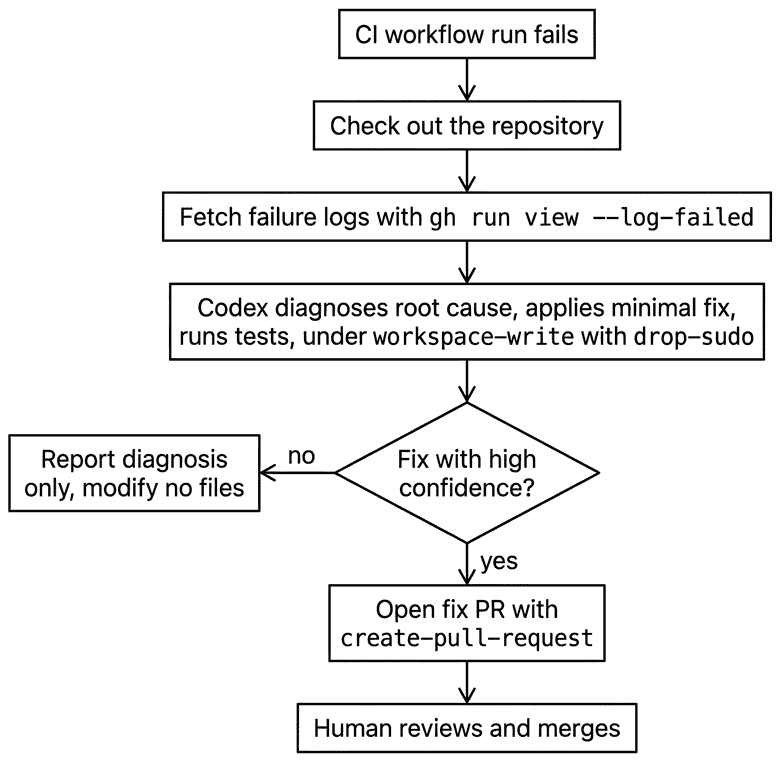 CI workflow run fails
Check out the repository
Fetch failure logs with gh run view --log-failed
Codex diagnoses root cause, applies minimal fix,
runs tests, under workspace-write with drop-sudo
Fix with high
confidence?
no
Report diagnosis
only, modify no files
yes
Open fix PR with
create-pull-request
Human reviews and merges